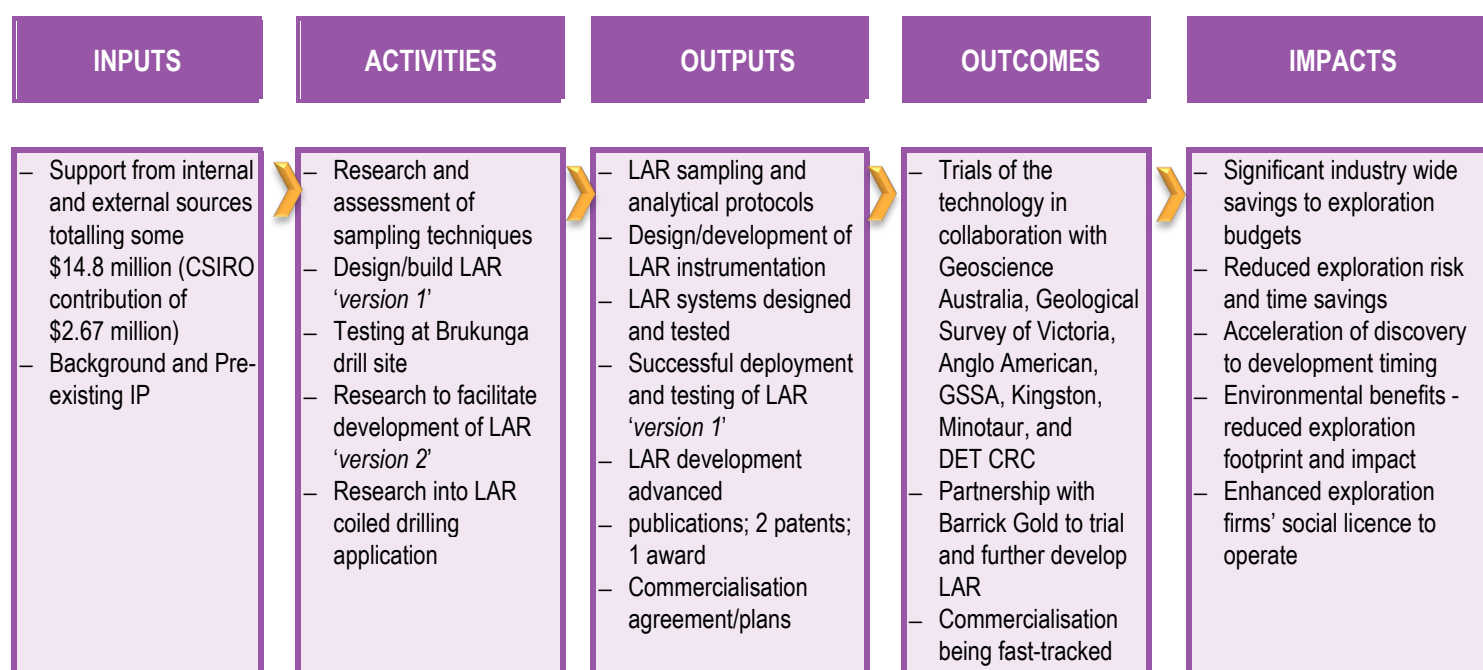 INPUTS
ACTIVITIES
OUTPUTS
OUTCOMES
IMPACTS
– Support from internal
and external sources
totalling some
$14.8 million (CSIRO
contribution of
$2.67 million)
– Background and Pre-
existing IP
– Research and
assessment of
sampling techniques
– Design/build LAR
‘version 1’
– Testing at Brukunga
drill site
– Research to facilitate
development of LAR
‘version 2’
– Research into LAR
coiled drilling
application
– LAR sampling and
analytical protocols
– Design/development of
LAR instrumentation
– LAR systems designed
and tested
– Successful deployment
and testing of LAR
‘version 1’
– LAR development
advanced
– publications; 2 patents;
1 award
– Commercialisation
agreement/plans
– Trials of the
technology in
collaboration with
Geoscience
Australia, Geological
Survey of Victoria,
Anglo American,
GSSA, Kingston,
Minotaur, and
DET CRC
– Partnership with
Barrick Gold to trial
and further develop
LAR
– Commercialisation
being fast-tracked
– Significant industry wide
savings to exploration
budgets
– Reduced exploration risk
and time savings
– Acceleration of discovery
to development timing
– Environmental benefits -
reduced exploration
footprint and impact
– Enhanced exploration
firms’ social licence to
operate